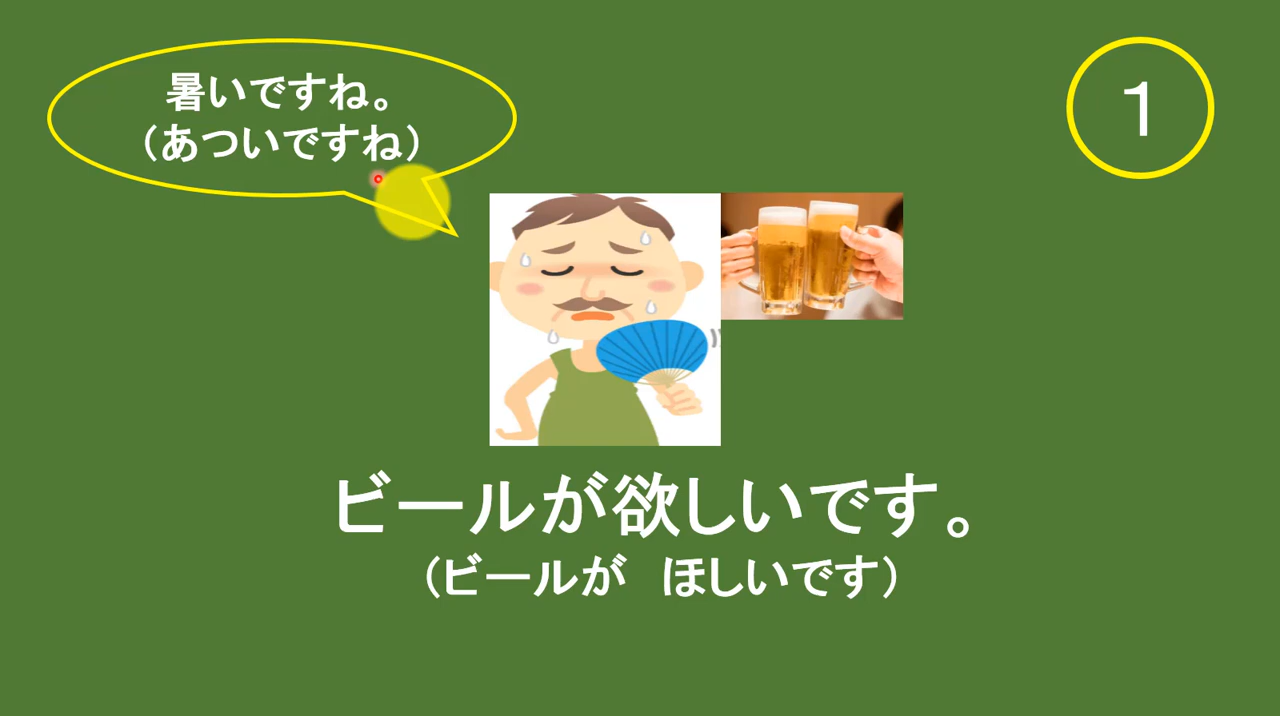 暑いですね。
(あついですね)
1
ビールが欲しいです。
(ビールが　ほしいです)